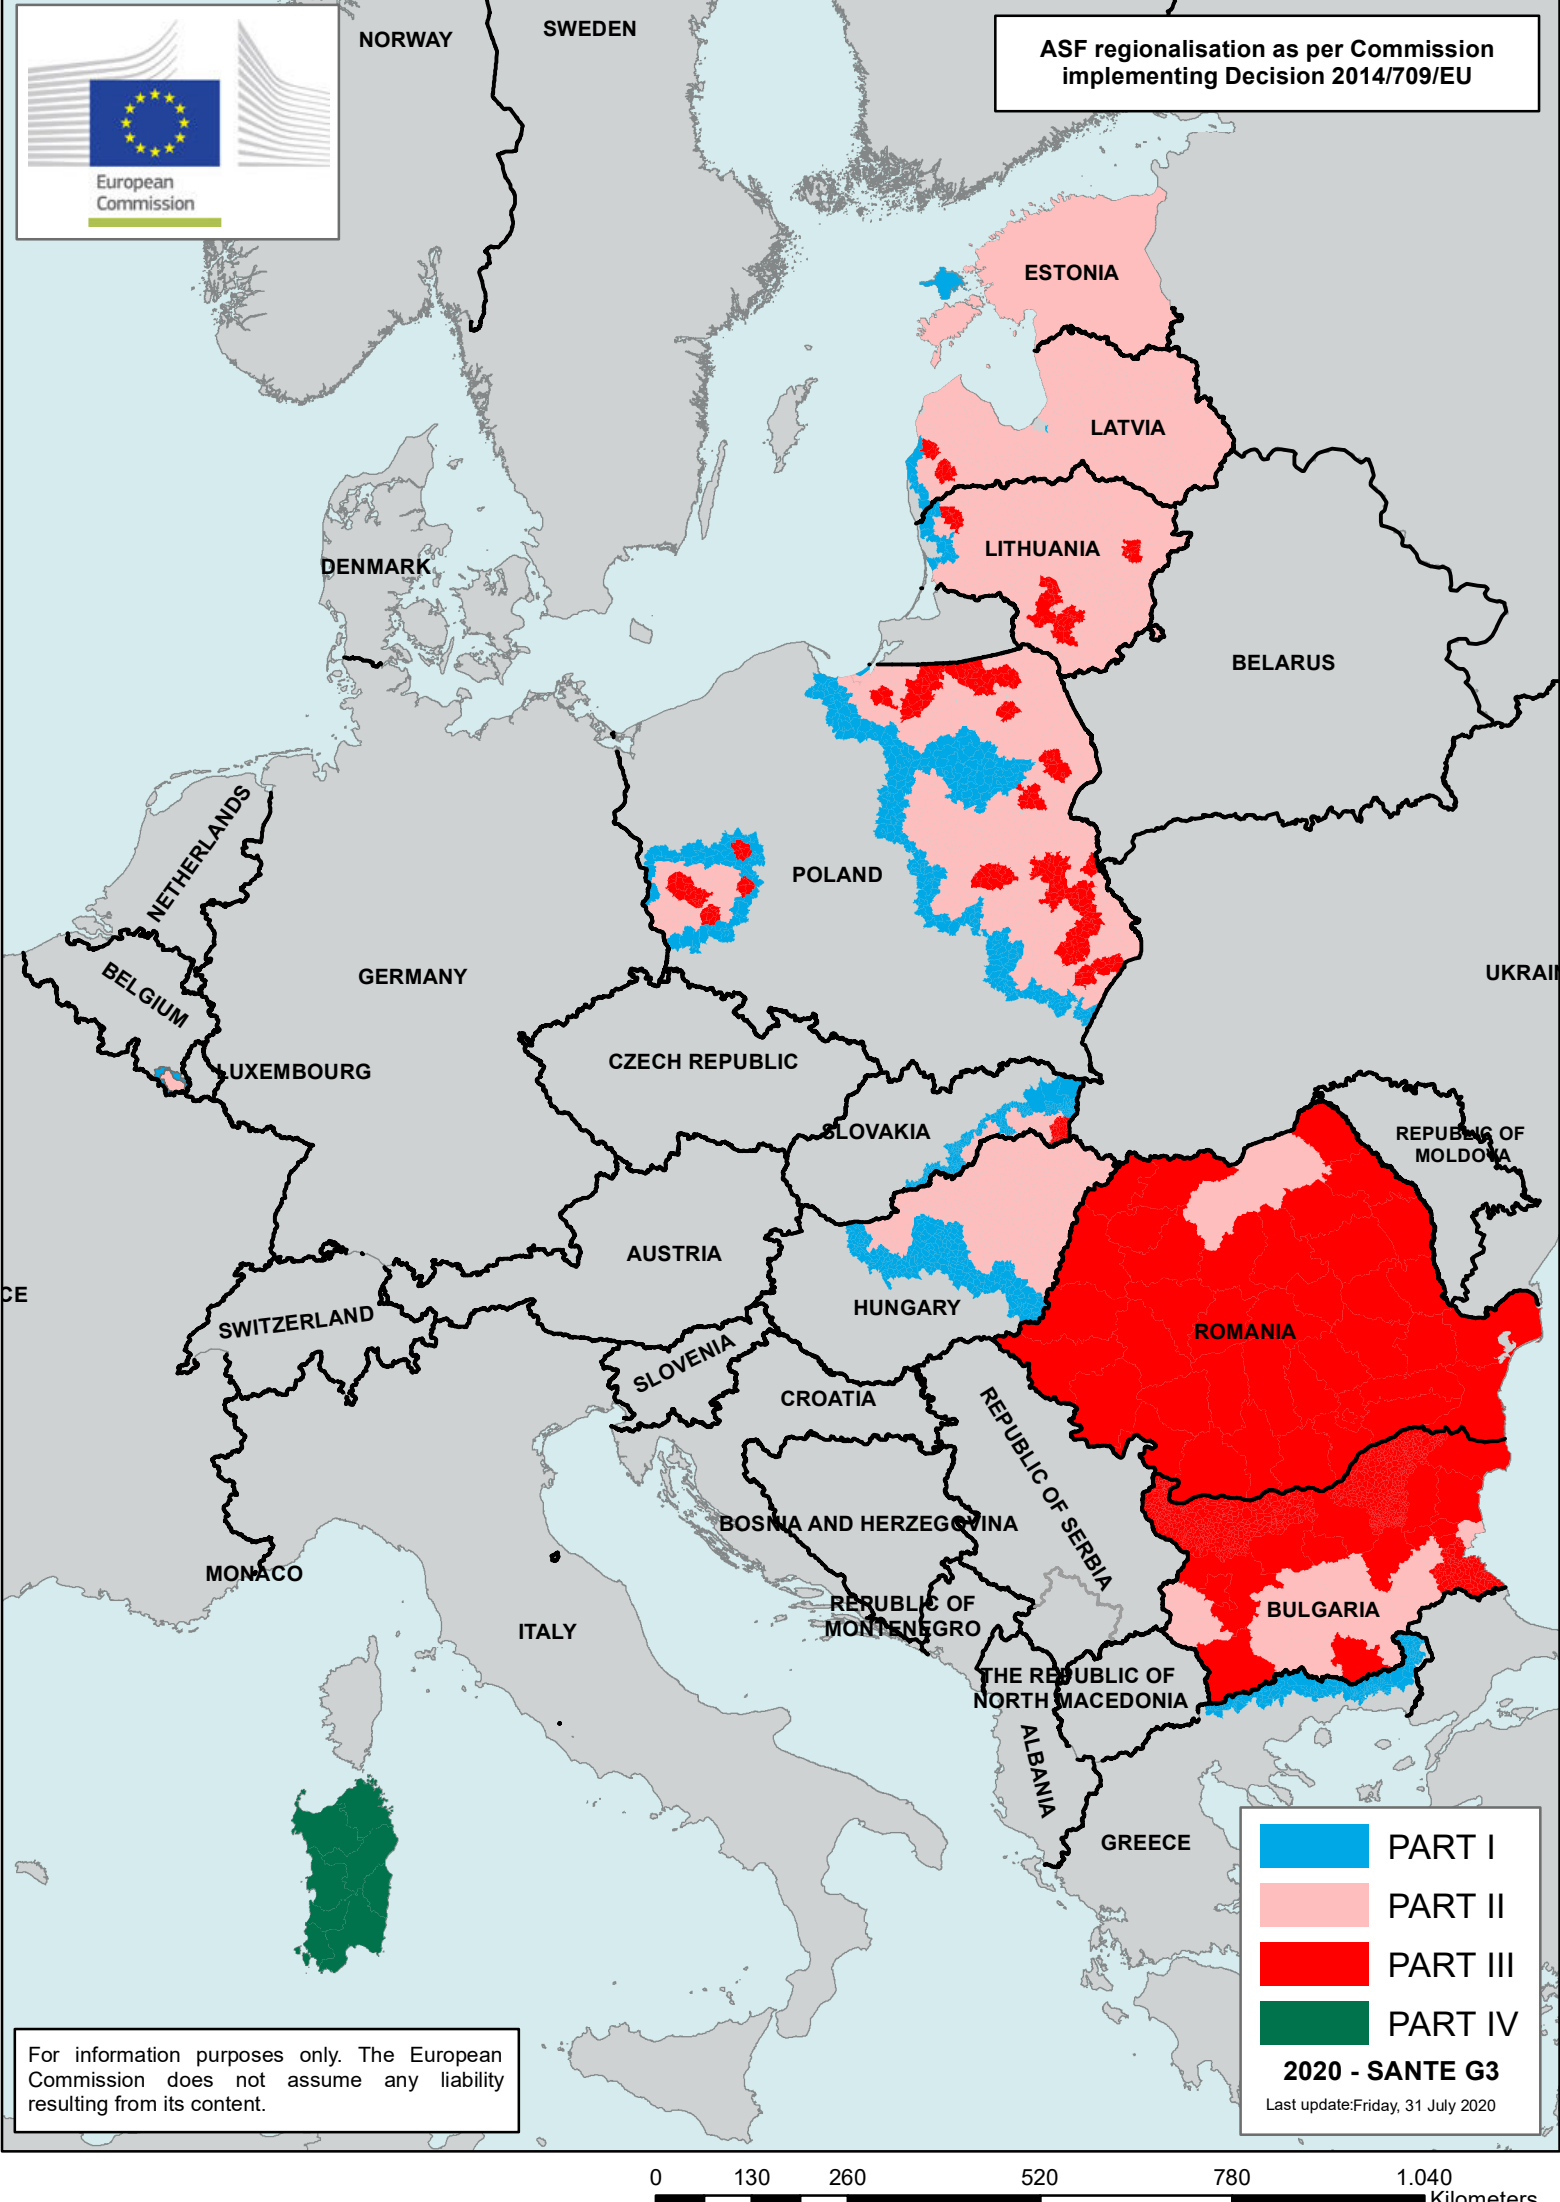 NORWAY
SWEDEN
ASF regionalisation as per Commission
implementing Decision 2014/709/EU
European
Commission
ESTONIA
LATVIA
LITHUANIA
DENMARK
BELARUS
NETHERLANDS
POLAND
BELGIUM
GERMANY
UKRAI
LUXEMBOURG
CZECH REPUBLIC
SLOVAKIA
REPUBLIC OF
MOLDOVA
AUSTRIA
CE
SWITZERLAND
HUNGARY
ROMANIA
SLOVENIA
CROATIA
REPUBLIC OF SERBIA
BOSNIA AND HERZEGOVINA
MONACO
ITALY
REPUBLIC OF
MONTENEGRO
BULGARIA
THE REPUBLIC OF
NORTH MACEDONIA
ALBANIA
GREECE
PART I
PART II
PART III
PART IV
2020 - SANTE G3
Last update:Friday, 31 July 2020
For information purposes only. The European
Commission does not assume any liability
resulting from its content.
0 130 260 520 780 1.040
Kilometers